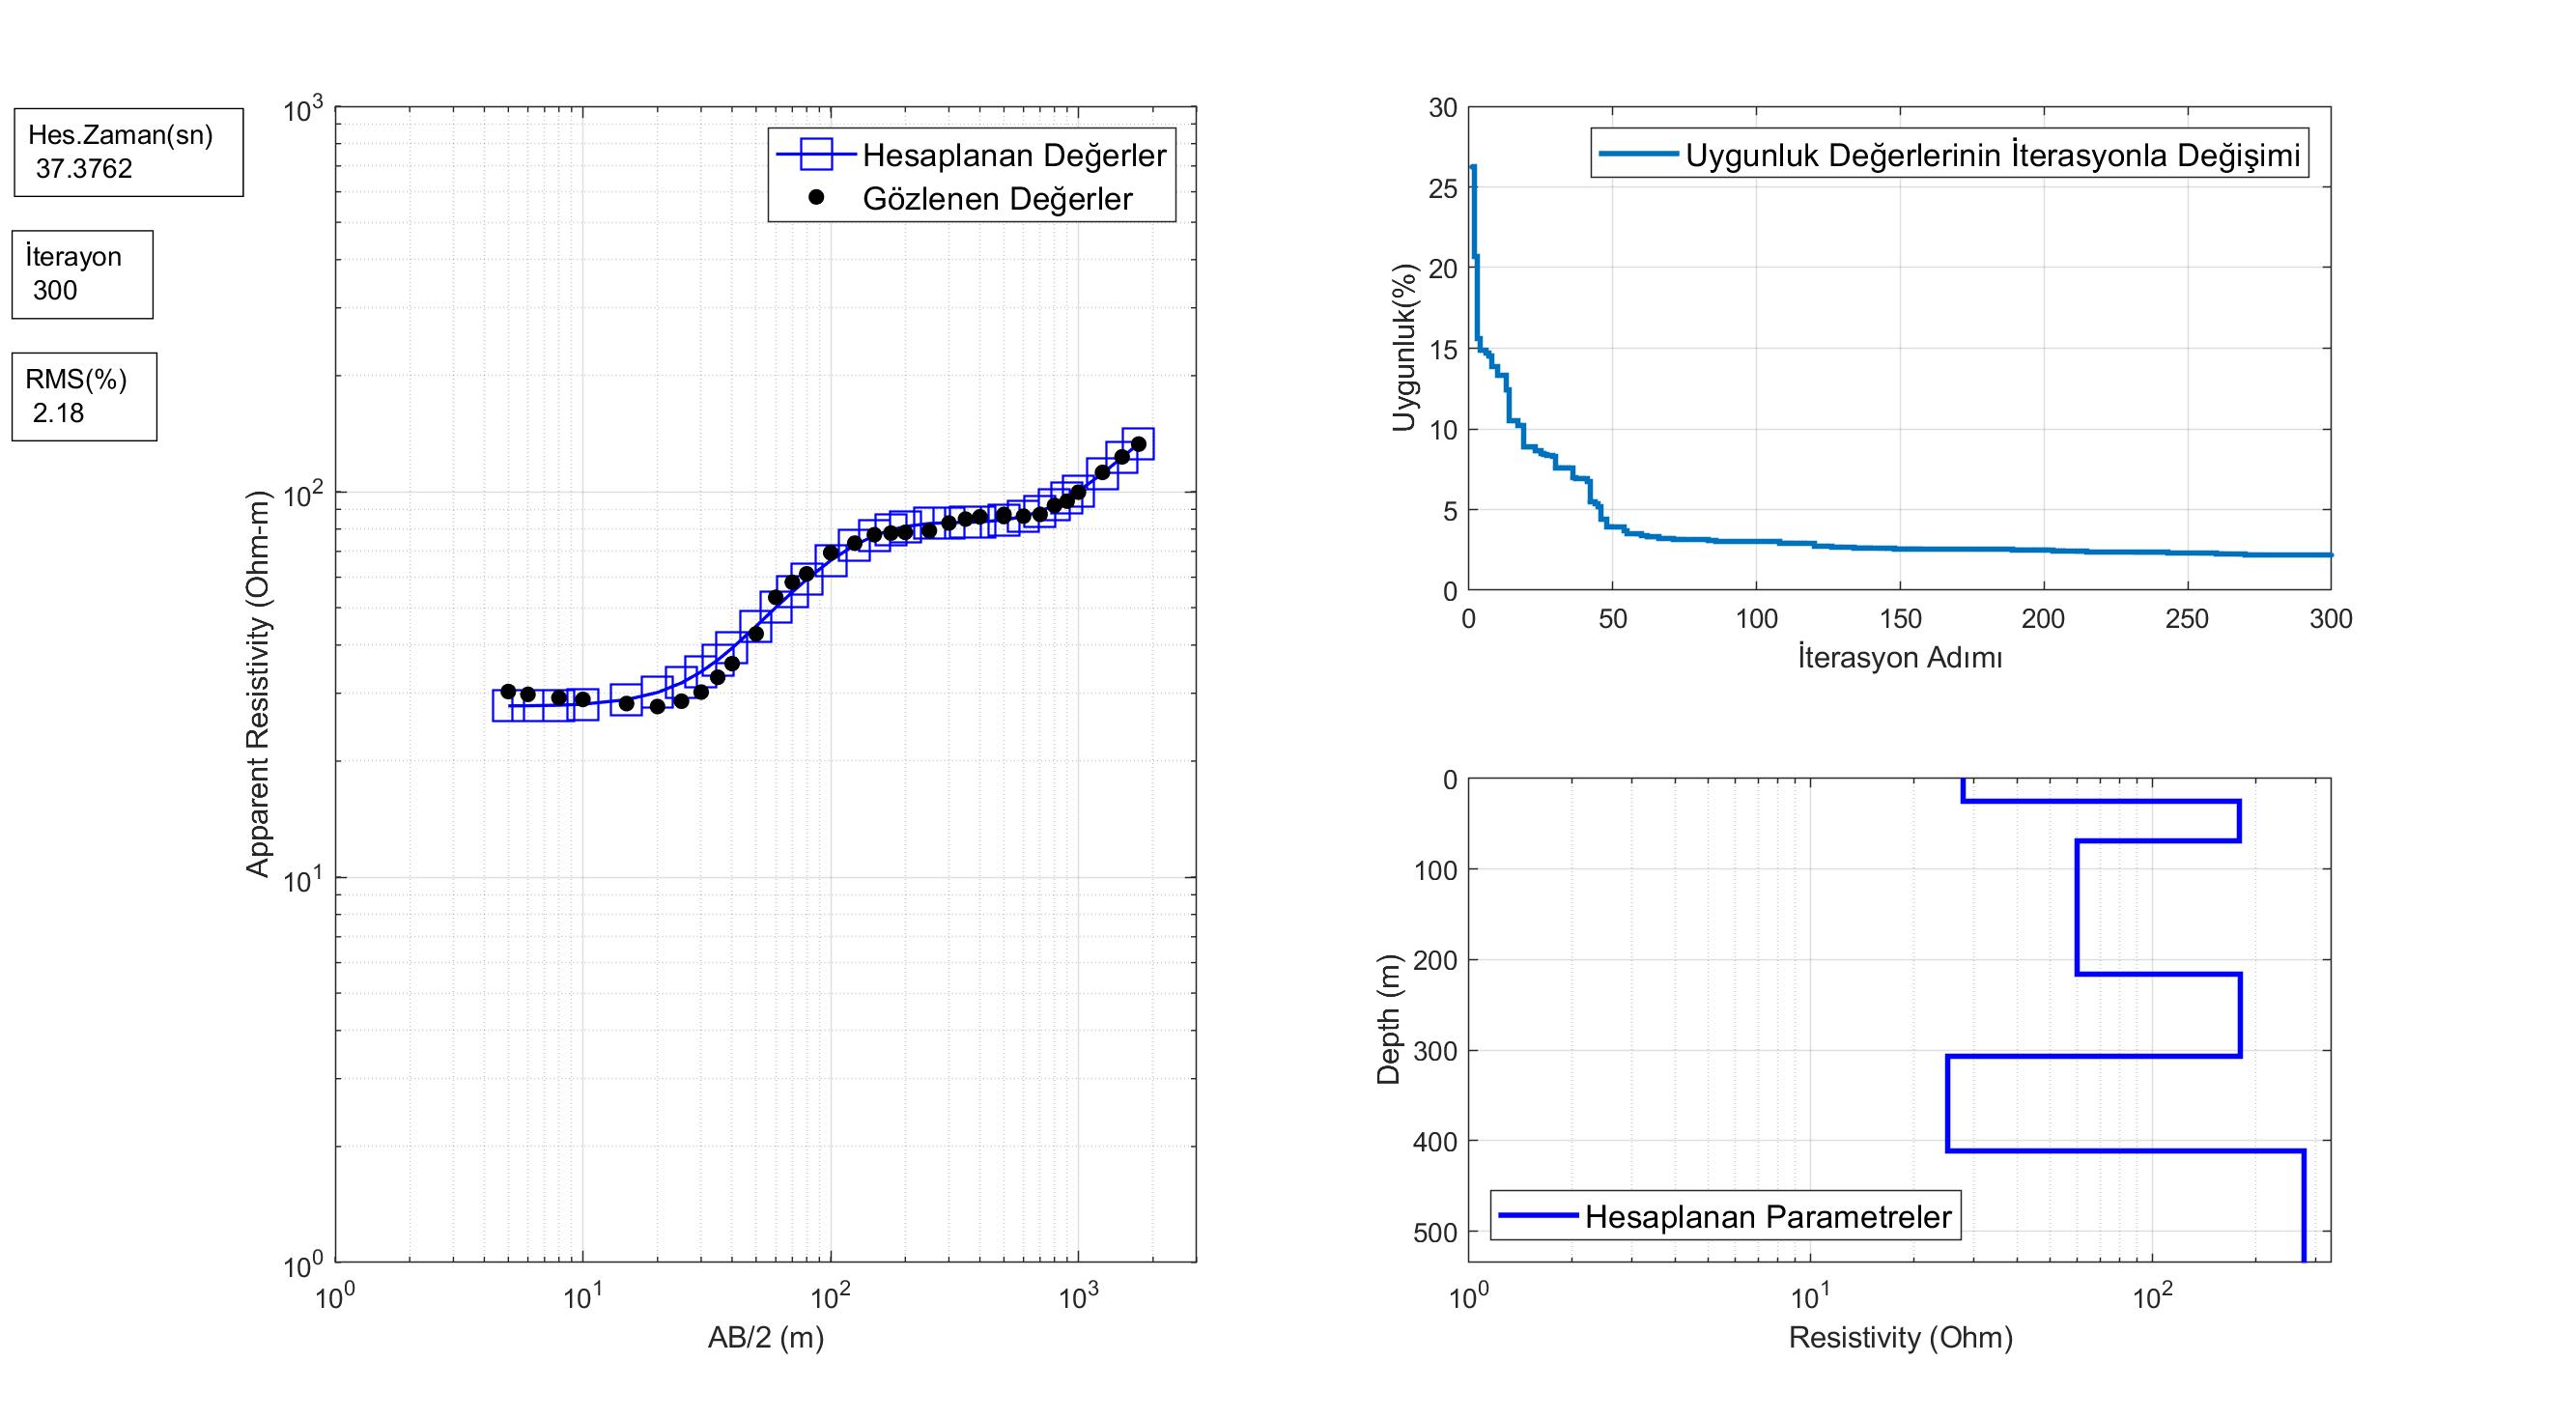 Hes.Zaman(sn)
37.3762
İterayon
300
RMS(%)
2.18
Apparent Resistivity (Ohm-m)
10³
10²
10¹
10⁰
Hesaplanan Değerler
Gözlenen Değerler
10⁰ 10¹ 10² 10³
AB/2 (m)
Uygunluk(%)
30
25
20
15
10
5
0
Uygunluk Değerlerinin İterasyonla Değişimi
0 50 100 150 200 250 300
İterasyon Adımı
Depth (m)
0
100
200
300
400
500
Hesaplanan Parametreler
10⁰ 10¹ 10²
Resistivity (Ohm)